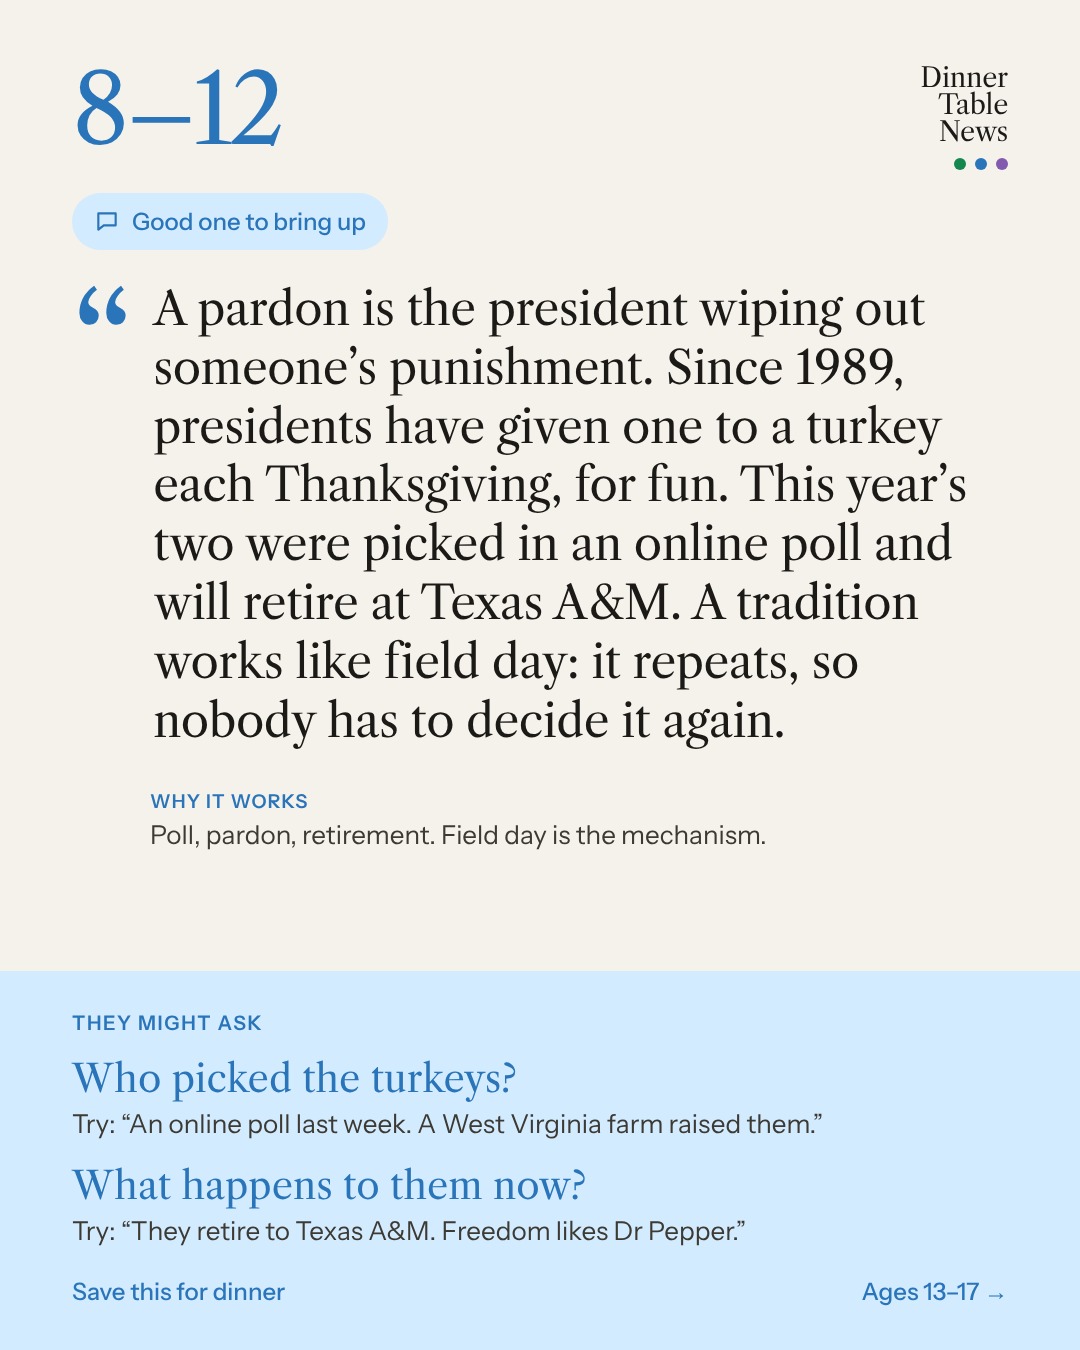 8–12
Dinner
Table
News
Good one to bring up
“A pardon is the president wiping out
someone’s punishment. Since 1989,
presidents have given one to a turkey
each Thanksgiving, for fun. This year’s
two were picked in an online poll and
will retire at Texas A&M. A tradition
works like field day: it repeats, so
nobody has to decide it again.
WHY IT WORKS
Poll, pardon, retirement. Field day is the mechanism.
THEY MIGHT ASK
Who picked the turkeys?
Try: “An online poll last week. A West Virginia farm raised them.”
What happens to them now?
Try: “They retire to Texas A&M. Freedom likes Dr Pepper.”
Save this for dinner
Ages 13–17 →